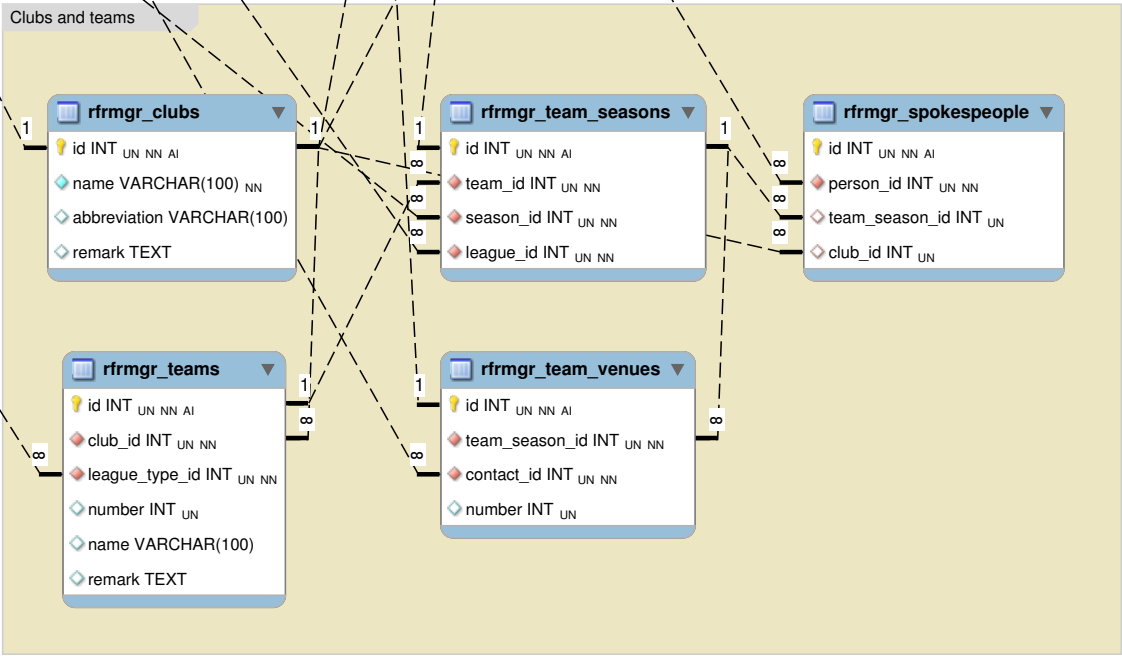 Clubs and teams
rfrmgr_clubs
id INT UN NN AI
name VARCHAR(100) NN
abbreviation VARCHAR(100)
remark TEXT
1
1
rfrmgr_team_seasons
id INT UN NN AI
team_id INT UN NN
season_id INT UN NN
league_id INT UN NN
1
∞
∞
∞
1
rfrmgr_spokespeople
id INT UN NN AI
person_id INT UN NN
team_season_id INT UN
club_id INT UN
∞
∞
∞
rfrmgr_teams
id INT UN NN AI
club_id INT UN NN
league_type_id INT UN NN
number INT UN
name VARCHAR(100)
remark TEXT
1
∞
∞
rfrmgr_team_venues
id INT UN NN AI
team_season_id INT UN NN
contact_id INT UN NN
number INT UN
1
∞
∞